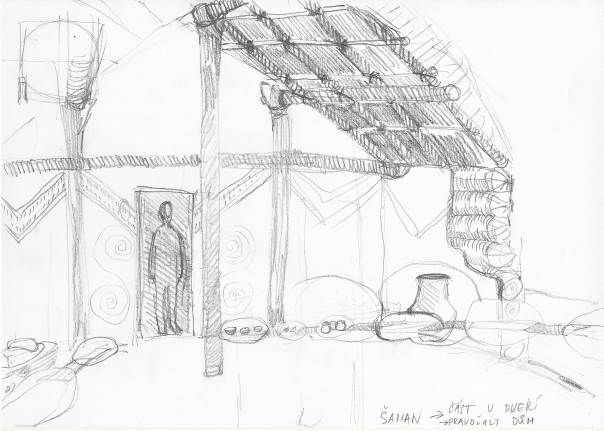 ŠAMAN → ČÁST U DVEŘÍ
→ PRAVOÚHLÝ DŮM